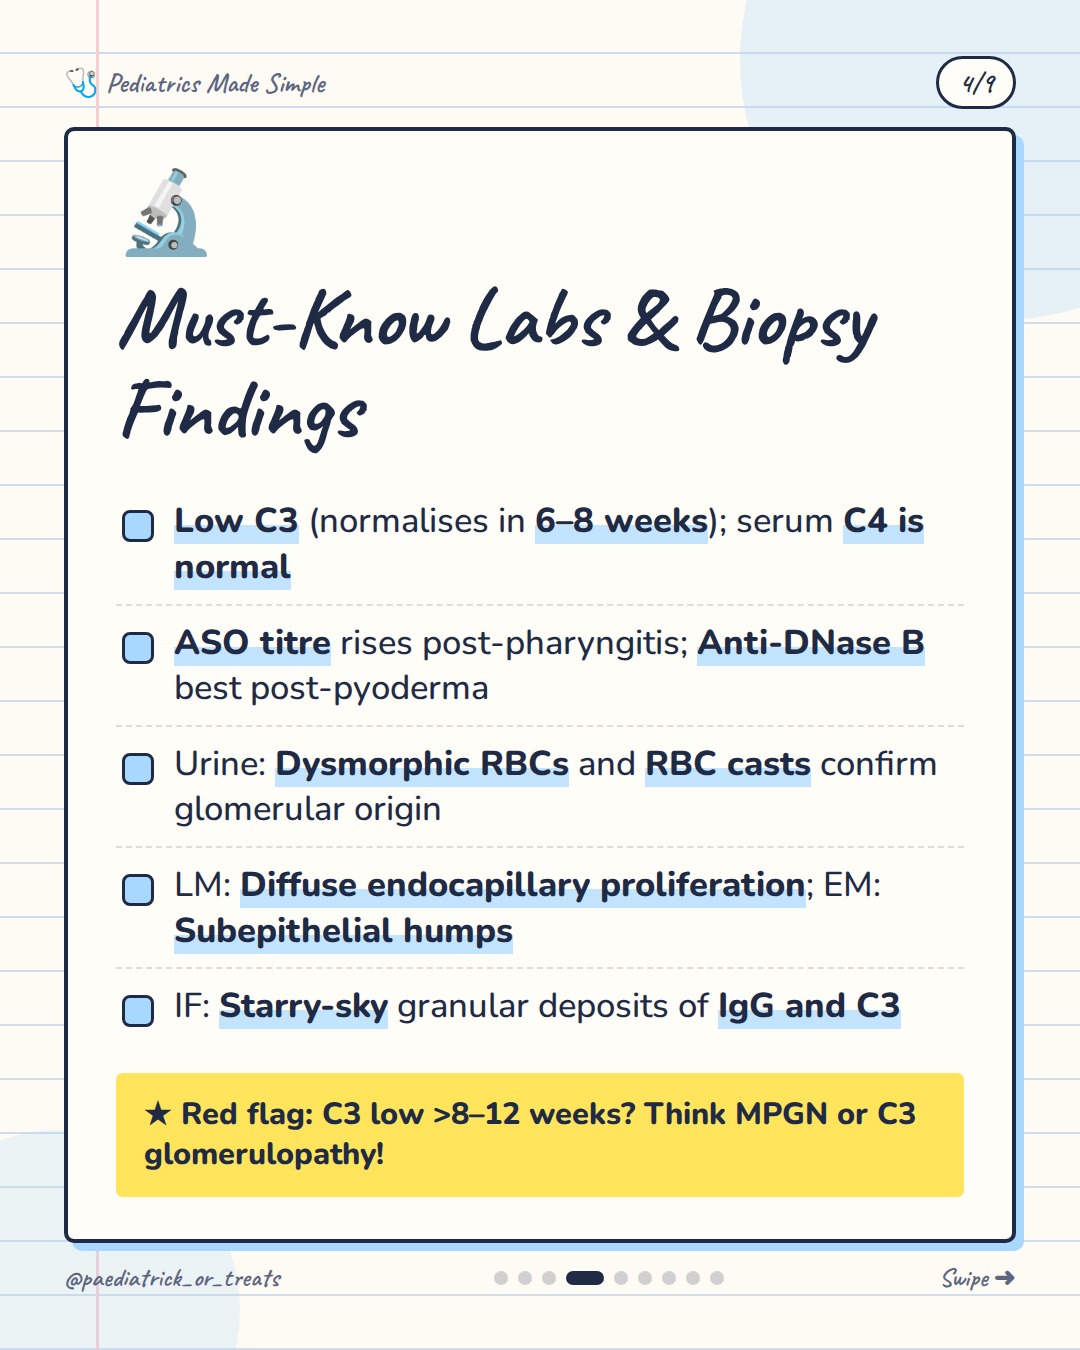 Pediatrics Made Simple
4/9
Must-Know Labs & Biopsy
Findings
Low C3 (normalises in 6–8 weeks); serum C4 is
normal
ASO titre rises post-pharyngitis; Anti-DNase B
best post-pyoderma
Urine: Dysmorphic RBCs and RBC casts confirm
glomerular origin
LM: Diffuse endocapillary proliferation; EM:
Subepithelial humps
IF: Starry-sky granular deposits of IgG and C3
★ Red flag: C3 low >8–12 weeks? Think MPGN or C3
glomerulopathy!
@paediatrick_or_treats
Swipe ➜